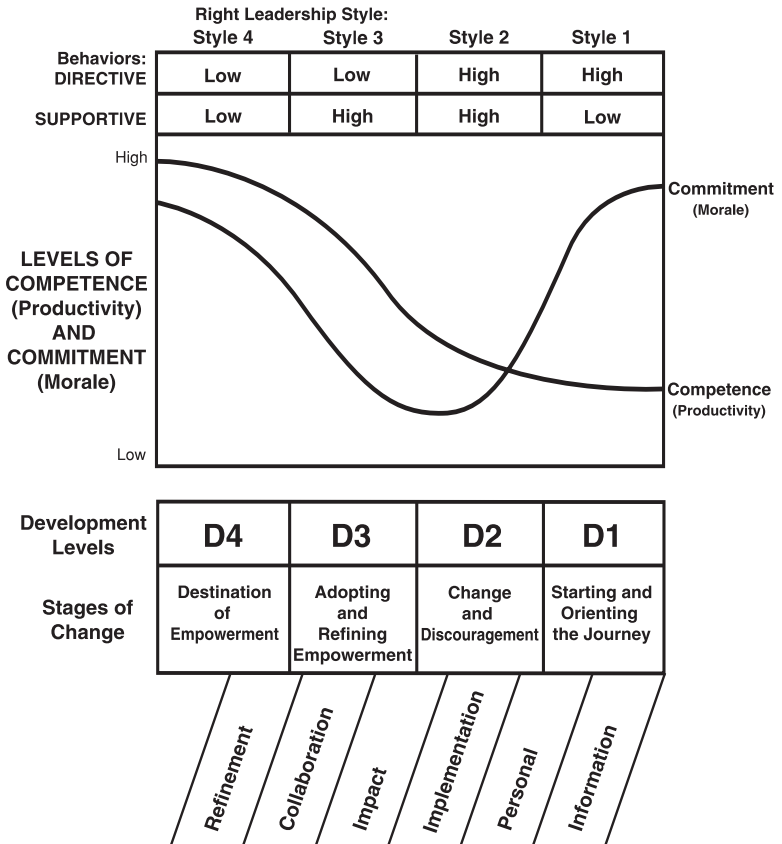 Right Leadership Style:
Style 4 Style 3 Style 2 Style 1
Behaviors:
DIRECTIVE Low Low High High
SUPPORTIVE Low High High Low
High
Commitment
(Morale)
LEVELS OF
COMPETENCE
(Productivity)
AND
COMMITMENT
(Morale)
Competence
(Productivity)
Low
Development
Levels
D4 D3 D2 D1
Stages of
Change
Destination
of
Empowerment
Adopting
and
Refining
Empowerment
Change
and
Discouragement
Starting and
Orienting
the Journey
Refinement
Collaboration
Impact
Implementation
Personal
Information